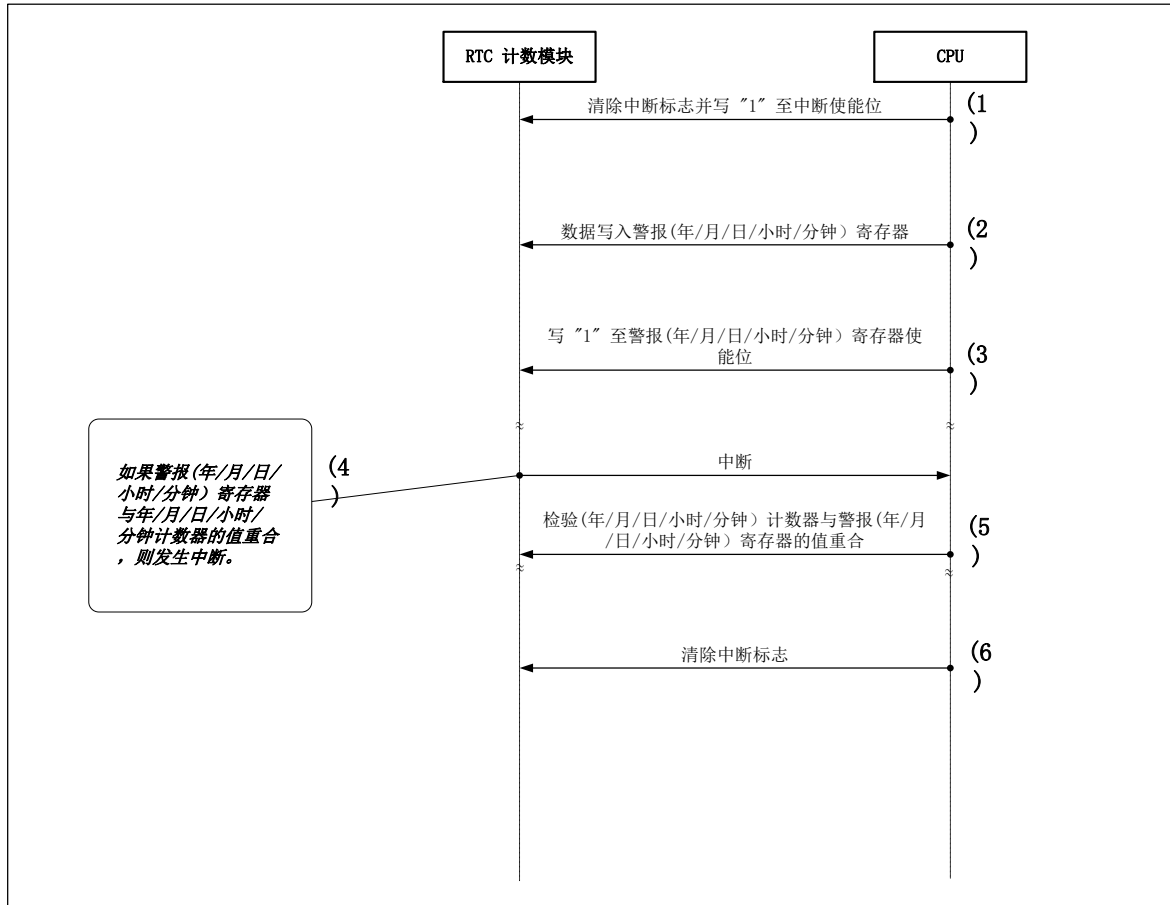 RTC 计数模块
CPU
清除中断标志并写 "1" 至中断使能位
(1
)
数据写入警报(年/月/日/小时/分钟）寄存器
(2
)
写 "1" 至警报(年/月/日/小时/分钟）寄存器使
能位
(3
)
如果警报(年/月/日/
小时/分钟）寄存器
与年/月/日/小时/
分钟计数器的值重合
，则发生中断。
(4
)
中断
检验(年/月/日/小时/分钟）计数器与警报(年/月
/日/小时/分钟）寄存器的值重合
(5
)
清除中断标志
(6
)